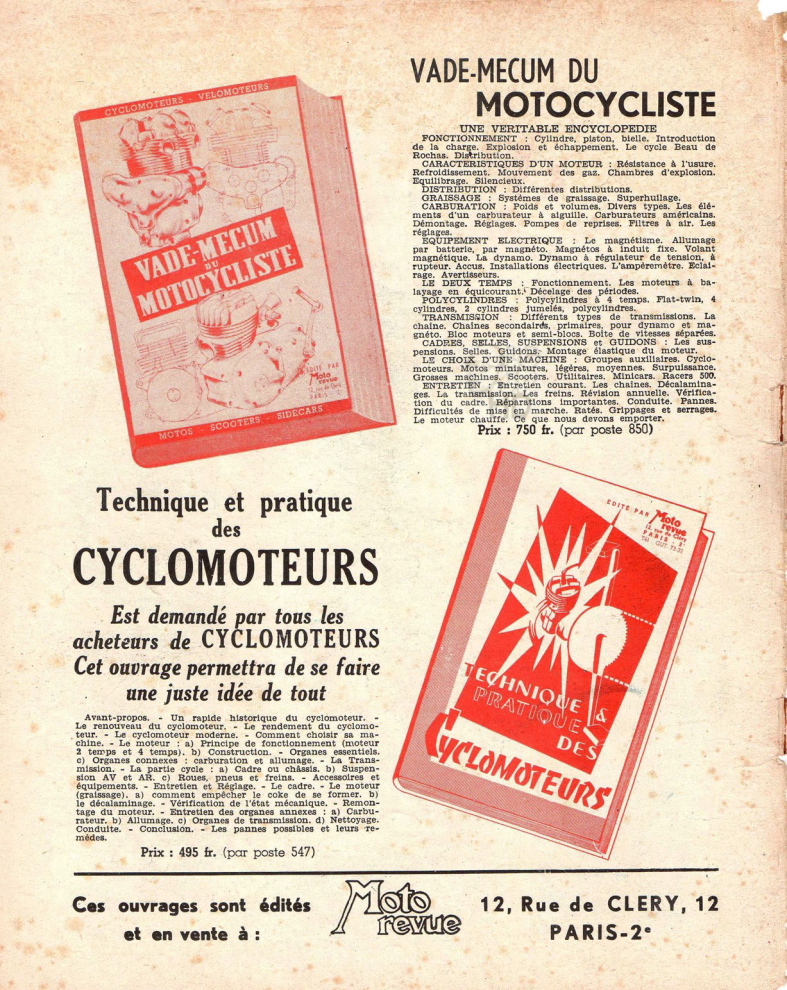 CYCLOMOTEURS - VELOMOTEURS
VADE-MECUM
DU
MOTOCYCLISTE
EDITÉ PAR
Moto
revue
12, rue de Cléry
PARIS - 2e
MOTOS - SCOOTERS - SIDECARS
VADE-MECUM DU
MOTOCYCLISTE
UNE VERITABLE ENCYCLOPEDIE
FONCTIONNEMENT : Cylindre, piston, bielle. Introduction
de la charge. Explosion et échappement. Le cycle Beau de
Rochas. Distribution.
CARACTERISTIQUES D'UN MOTEUR : Résistance à l'usure.
Refroidissement. Mouvement des gaz. Chambres d'explosion.
Equilibrage. Silencieux.
DISTRIBUTION : Différentes distributions.
GRAISSAGE : Systèmes de graissage. Superhuilage.
CARBURATION : Poids et volumes. Divers types. Les élé-
ments d'un carburateur à aiguille. Carburateurs américains.
Démontage. Réglages. Pompes de reprises. Filtres à air. Les
réglages.
EQUIPEMENT ELECTRIQUE : Le magnétisme. Allumage
par batterie, par magnéto. Magnétos à induit fixe. Volant
magnétique. La dynamo. Dynamo à régulateur de tension, à
rupteur. Accus. Installations électriques. L'ampèremètre. Eclai-
rage. Avertisseurs.
LE DEUX TEMPS : Fonctionnement. Les moteurs à ba-
layage en équicourant. Décelage des périodes.
POLYCYLINDRES : Polycylindres à 4 temps. Flat-twin, 4
cylindres, 2 cylindres jumelés, polycylindres.
TRANSMISSION : Différents types de transmissions. La
chaîne. Chaînes secondaires, primaires, pour dynamo et ma-
gnéto. Bloc moteurs et semi-blocs. Boîte de vitesses séparées.
CADRES, SELLES, SUSPENSIONS et GUIDONS : Les sus-
pensions. Selles. Guidons. Montage élastique du moteur.
LE CHOIX D'UNE MACHINE : Groupes auxiliaires. Cyclo-
moteurs. Motos miniatures, légères, moyennes. Surpuissance.
Grosses machines. Scooters. Utilitaires. Minicars. Racers 500.
ENTRETIEN : Entretien courant. Les chaînes. Décalamina-
ges. La transmission. Les freins. Révision annuelle. Vérifica-
tion du cadre. Réparations importantes. Conduite. Pannes.
Difficultés de mise en marche. Ratés. Grippages et serrages.
Le moteur chauffe. Ce que nous devons emporter.
Prix : 750 fr. (par poste 850)
Technique et pratique
des
CYCLOMOTEURS
Est demandé par tous les
acheteurs de CYCLOMOTEURS
Cet ouvrage permettra de se faire
une juste idée de tout
Avant-propos. - Un rapide historique du cyclomoteur. -
Le renouveau du cyclomoteur. - Le rendement du cyclomo-
teur. - Le cyclomoteur moderne. - Comment choisir sa ma-
chine. - Le moteur : a) Principe de fonctionnement (moteur
2 temps et 4 temps). b) Construction. - Organes essentiels.
c) Organes connexes : carburation et allumage. - La Trans-
mission. - La partie cycle : a) Cadre ou châssis. b) Suspen-
sion AV et AR. c) Roues, pneus et freins. - Accessoires et
équipements. - Entretien et Réglage. - Le cadre. - Le moteur
(graissage). a) comment empêcher le coke de se former. b)
le décalaminage. - Vérification de l'état mécanique. - Remon-
tage du moteur. - Entretien des organes annexes : a) Carbu-
rateur. b) Allumage. c) Organes de transmission. d) Nettoyage.
Conduite. - Conclusion. - Les pannes possibles et leurs re-
mèdes.
Prix : 495 fr. (par poste 547)
EDITÉ PAR
Moto
revue
12, rue de Cléry
PARIS - 2e
TECHNIQUE &
PRATIQUE
DES
CYCLOMOTEURS
Ces ouvrages sont édités
et en vente à :
Moto
revue
12, Rue de CLERY, 12
PARIS-2e